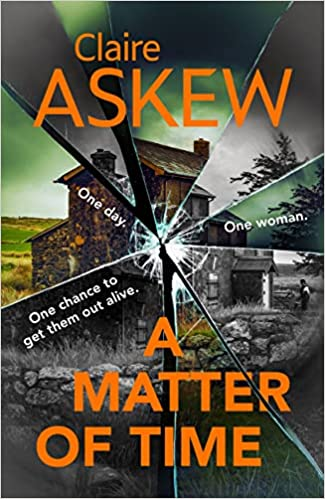 Claire
ASKEW
One day.
One woman.
One chance to
get them out alive.
A
MATTER
OF TIME